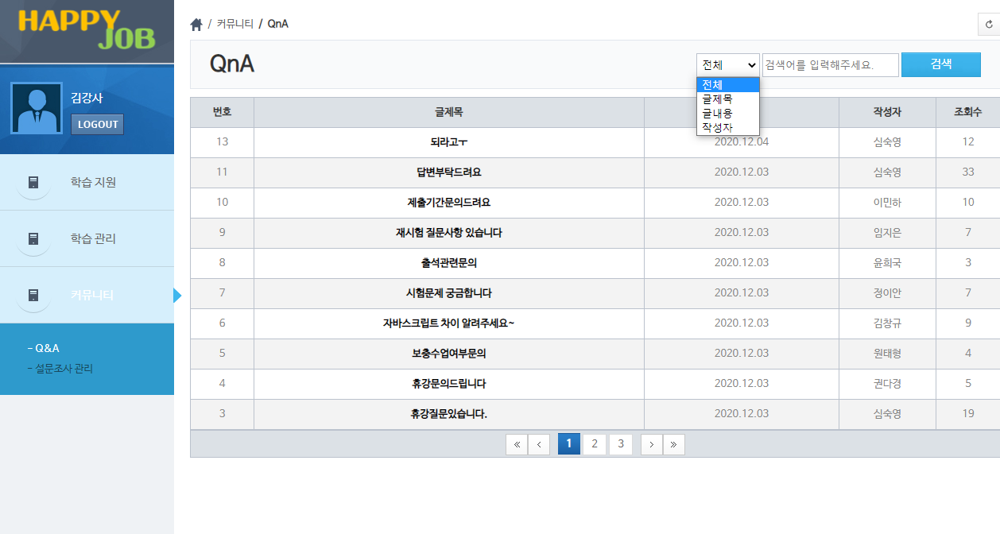 HAPPY
JOB
김강사
LOGOUT
학습 지원
학습 관리
커뮤니티
- Q&A
- 설문조사 관리
/ 커뮤니티 / QnA
QnA
전체 검색어를 입력해주세요. 검색
전체
글제목
글내용
작성자
번호 글제목 작성자 조회수
13 되라고ㅜ 2020.12.04 심숙영 12
11 답변부탁드려요 2020.12.03 심숙영 33
10 제출기간문의드려요 2020.12.03 이민하 10
9 재시험 질문사항 있습니다 2020.12.03 임지은 7
8 출석관련문의 2020.12.03 윤희국 3
7 시험문제 궁금합니다 2020.12.03 정이안 7
6 자바스크립트 차이 알려주세요~ 2020.12.03 김창규 9
5 보충수업여부문의 2020.12.03 원태형 4
4 휴강문의드립니다 2020.12.03 권다경 5
3 휴강질문있습니다. 2020.12.03 심숙영 19
« ‹ 1 2 3 › »